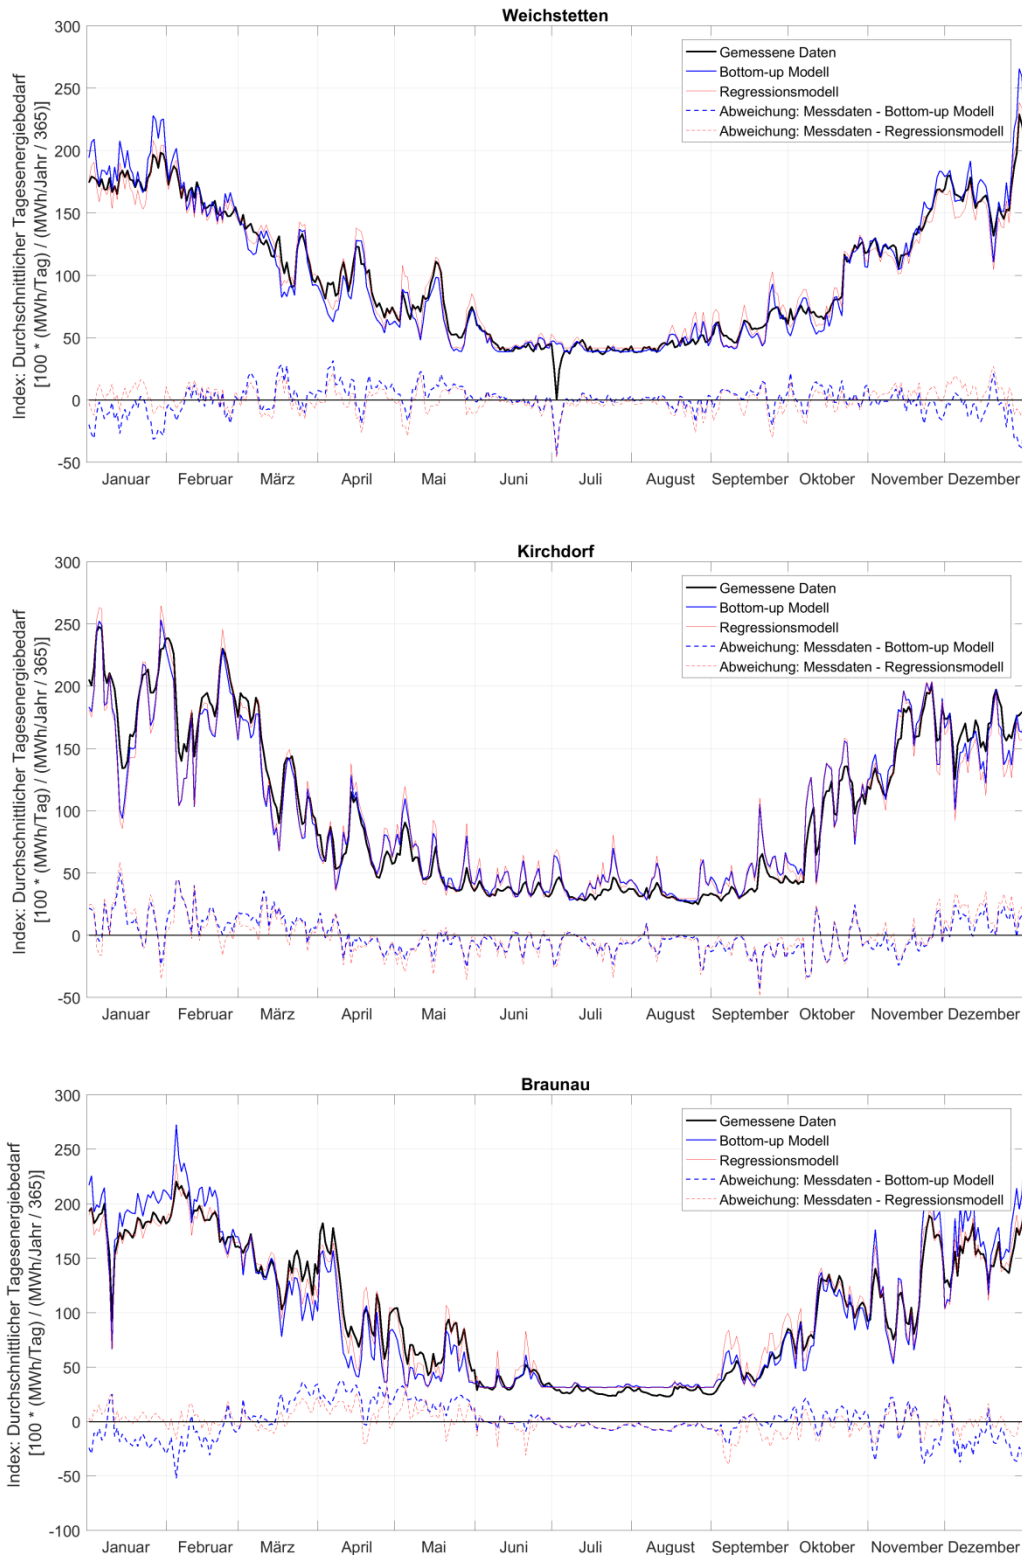 Weichstetten
Index: Durchschnittlicher Tagesenergiebedarf
[100 * (MWh/Tag) / (MWh/Jahr / 365)]
300
250
200
150
100
50
0
-50
Gemessene Daten
Bottom-up Modell
Regressionsmodell
Abweichung: Messdaten - Bottom-up Modell
Abweichung: Messdaten - Regressionsmodell
Januar Februar März April Mai Juni Juli August September Oktober November Dezember
Kirchdorf
Index: Durchschnittlicher Tagesenergiebedarf
[100 * (MWh/Tag) / (MWh/Jahr / 365)]
300
250
200
150
100
50
0
-50
Gemessene Daten
Bottom-up Modell
Regressionsmodell
Abweichung: Messdaten - Bottom-up Modell
Abweichung: Messdaten - Regressionsmodell
Januar Februar März April Mai Juni Juli August September Oktober November Dezember
Braunau
Index: Durchschnittlicher Tagesenergiebedarf
[100 * (MWh/Tag) / (MWh/Jahr / 365)]
300
250
200
150
100
50
0
-50
-100
Gemessene Daten
Bottom-up Modell
Regressionsmodell
Abweichung: Messdaten - Bottom-up Modell
Abweichung: Messdaten - Regressionsmodell
Januar Februar März April Mai Juni Juli August September Oktober November Dezember